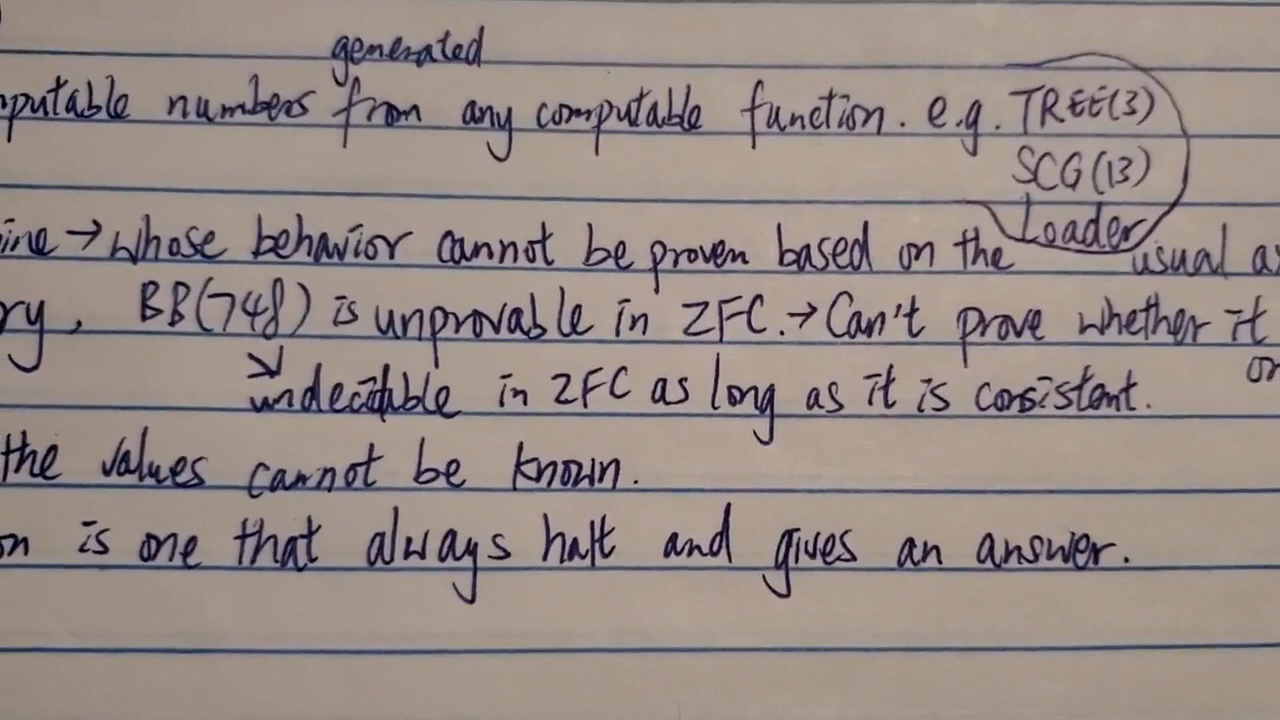 generated
mputable numbers from any computable function. e.g. TREE(3)
SCG(13)
Loader
ine → whose behavior cannot be proven based on the usual a
ry, BB(748) is unprovable in ZFC. → Can't prove whether it
or
undecidable in ZFC as long as it is consistent.
the values cannot be known.
on is one that always halt and gives an answer.